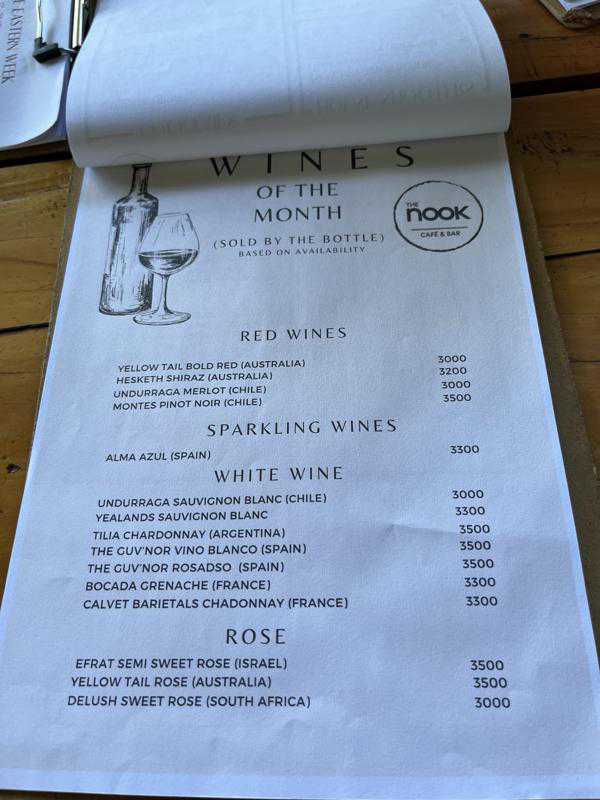 EASTERN WEEK
WINES
OF THE
MONTH
(SOLD BY THE BOTTLE)
BASED ON AVAILABILITY
THE
nook
CAFÉ & BAR
RED WINES
YELLOW TAIL BOLD RED (AUSTRALIA) 3000
HESKETH SHIRAZ (AUSTRALIA) 3200
UNDURRAGA MERLOT (CHILE) 3000
MONTES PINOT NOIR (CHILE) 3500
SPARKLING WINES
ALMA AZUL (SPAIN) 3300
WHITE WINE
UNDURRAGA SAUVIGNON BLANC (CHILE) 3000
YEALANDS SAUVIGNON BLANC 3300
TILIA CHARDONNAY (ARGENTINA) 3500
THE GUV'NOR VINO BLANCO (SPAIN) 3500
THE GUV'NOR ROSADSO (SPAIN) 3500
BOCADA GRENACHE (FRANCE) 3300
CALVET BARIETALS CHADONNAY (FRANCE) 3300
ROSE
EFRAT SEMI SWEET ROSE (ISRAEL) 3500
YELLOW TAIL ROSE (AUSTRALIA) 3500
DELUSH SWEET ROSE (SOUTH AFRICA) 3000